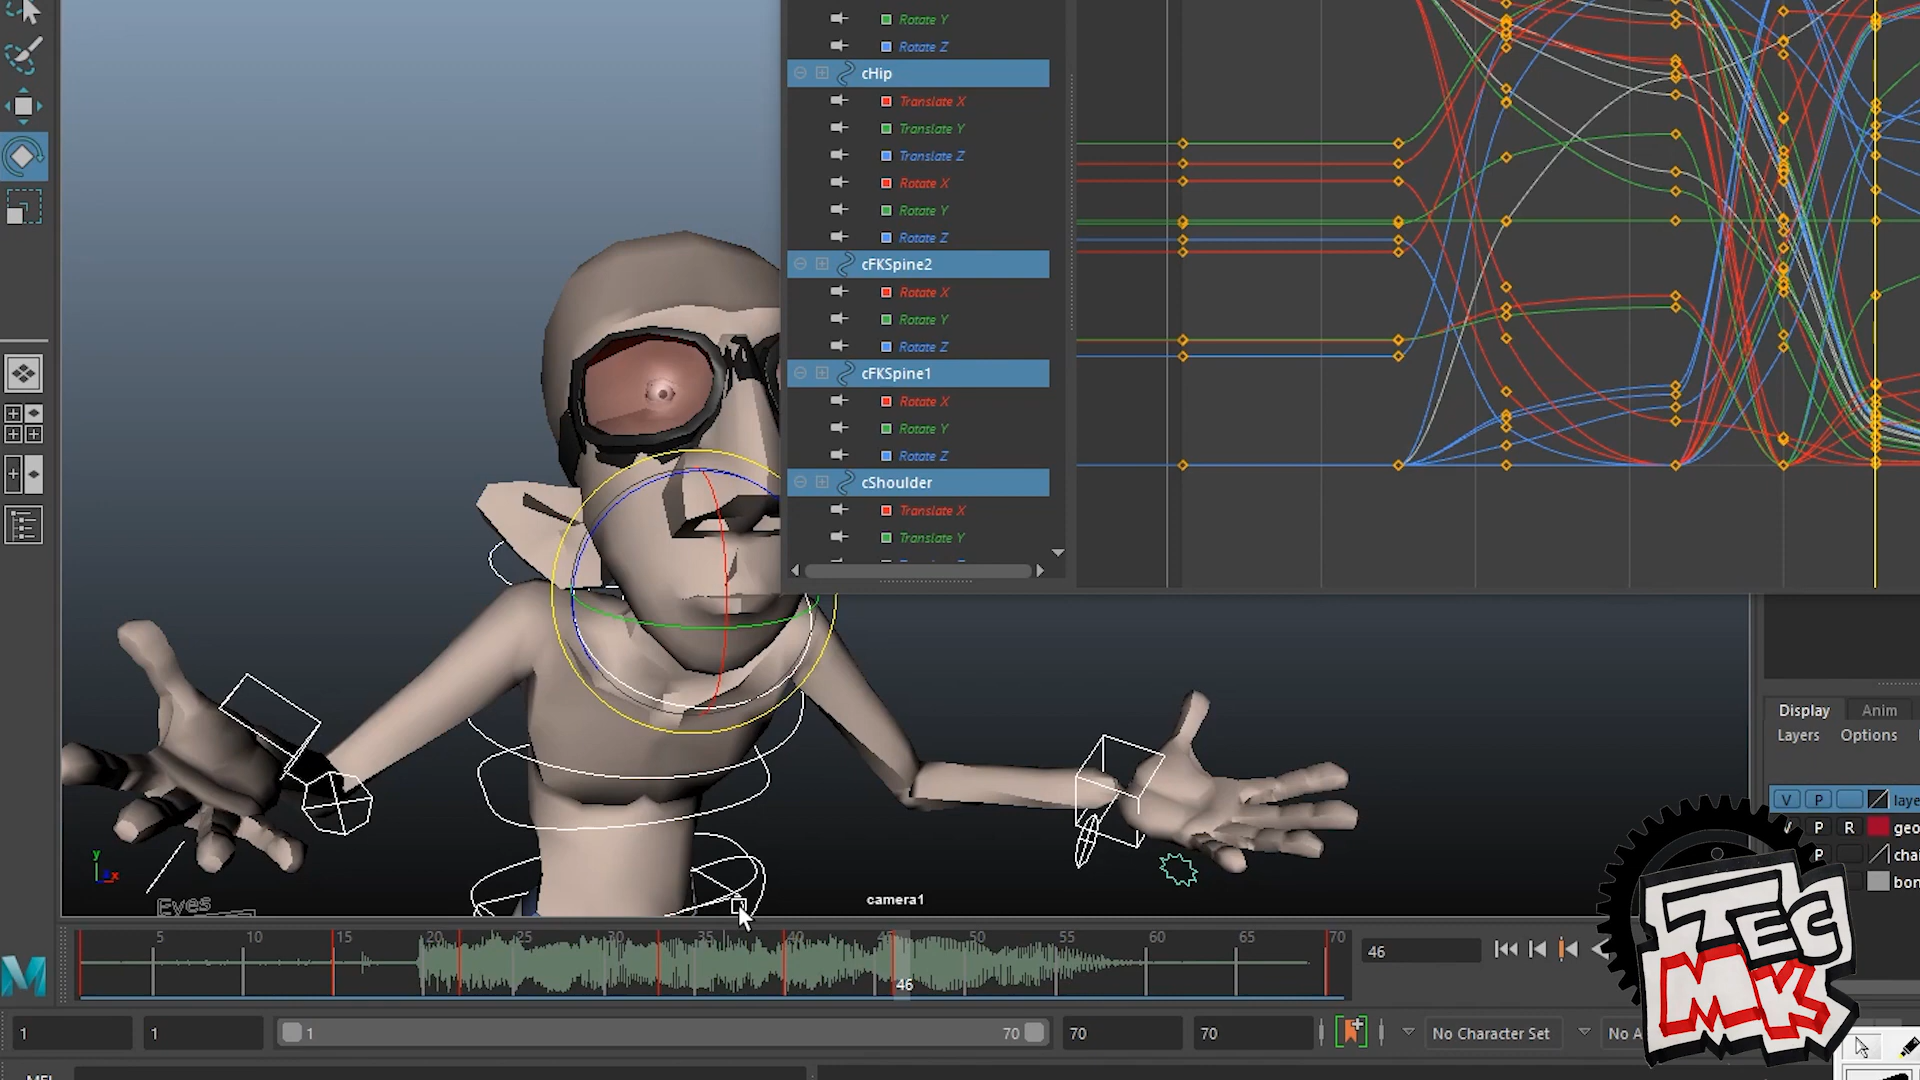 Rotate Y
Rotate Z
cHip
Translate X
Translate Y
Translate Z
Rotate X
Rotate Y
Rotate Z
cFKSpine2
Rotate X
Rotate Y
Rotate Z
cFKSpine1
Rotate X
Rotate Y
Rotate Z
cShoulder
Translate X
Translate Y
Display Anim
Layers Options
V P laye
P R geo
P cha
bon
Eyes
y
x
camera1
5 10 15 20 25 30 35 40 50 55 60 65 70
46
46
1 1 1 70 70 70
No Character Set
No A
TEC
MK
M